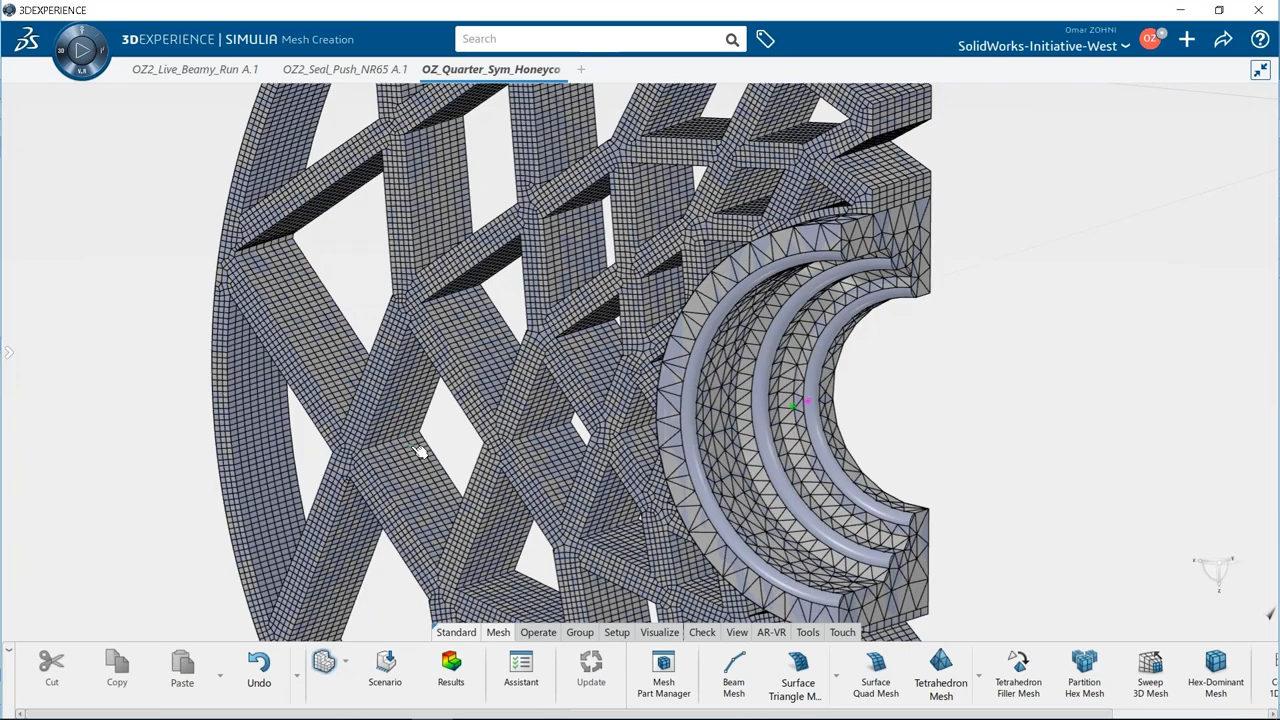 3DEXPERIENCE
3DEXPERIENCE | SIMULIA Mesh Creation
Search
Omar ZOHNI
SolidWorks-Initiative-West
OZ
3D
V.R
OZ2_Live_Beamy_Run A.1
OZ2_Seal_Push_NR65 A.1
OZ_Quarter_Sym_Honeyco
Standard Mesh Operate Group Setup Visualize Check View AR-VR Tools Touch
Cut
Copy
Paste
Undo
Scenario
Results
Assistant
Update
Mesh
Part Manager
Beam
Mesh
Surface
Triangle M...
Surface
Quad Mesh
Tetrahedron
Mesh
Tetrahedron
Filler Mesh
Partition
Hex Mesh
Sweep
3D Mesh
Hex-Dominant
Mesh